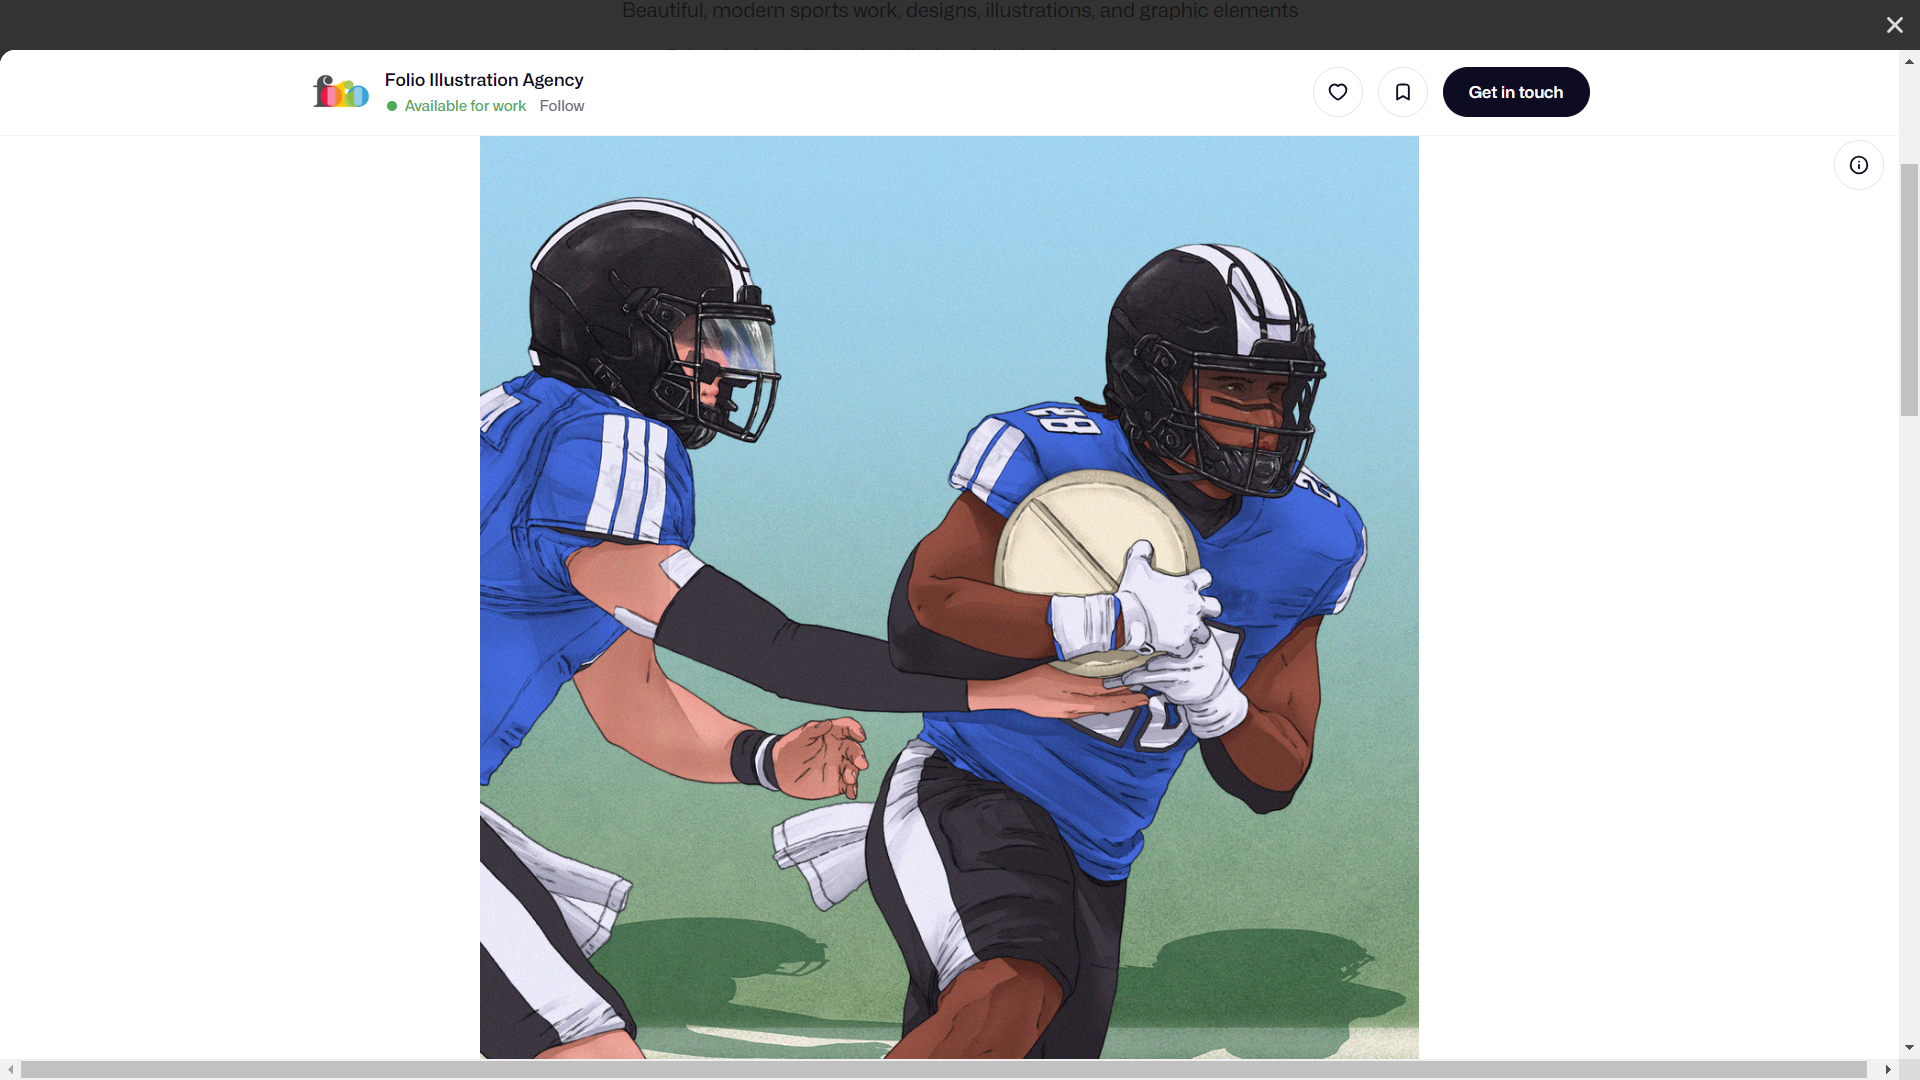 Beautiful, modern sports work, designs, illustrations, and graphic elements
folio
Folio Illustration Agency
Available for work
Follow
Get in touch
28
2